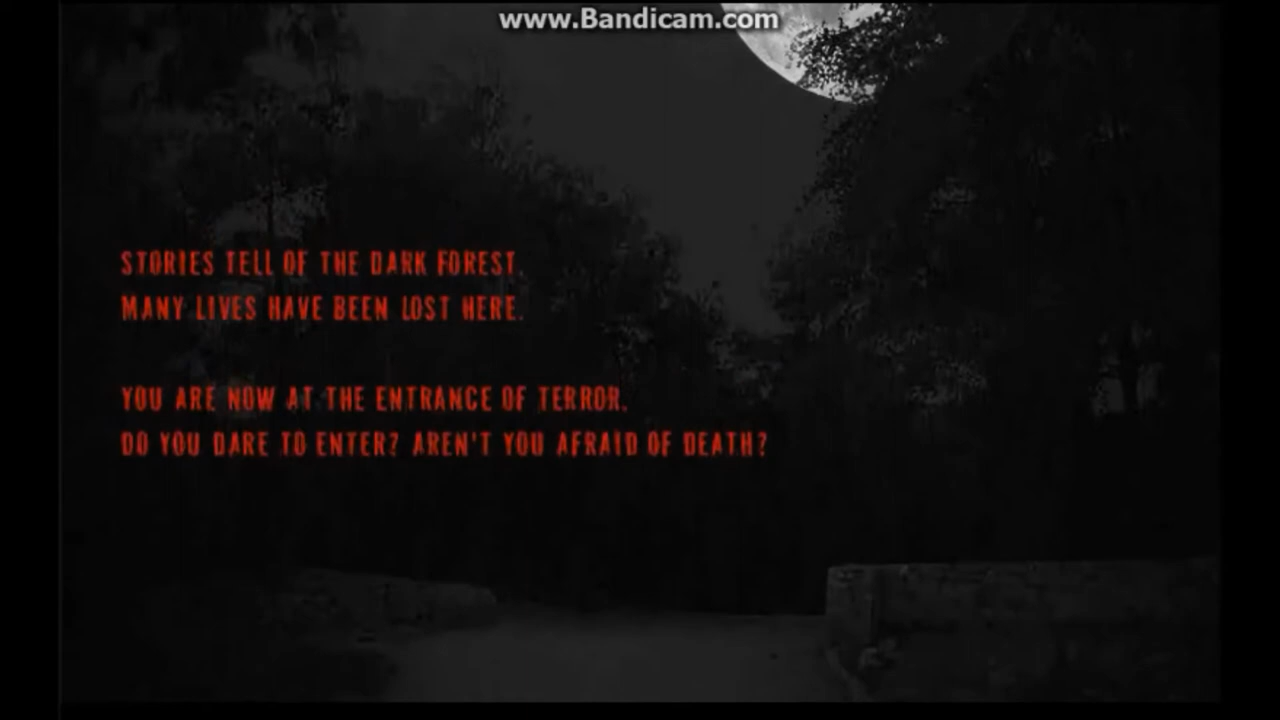 www.Bandicam.com
STORIES TELL OF THE DARK FOREST.
MANY LIVES HAVE BEEN LOST HERE.
YOU ARE NOW AT THE ENTRANCE OF TERROR.
DO YOU DARE TO ENTER? AREN'T YOU AFRAID OF DEATH?